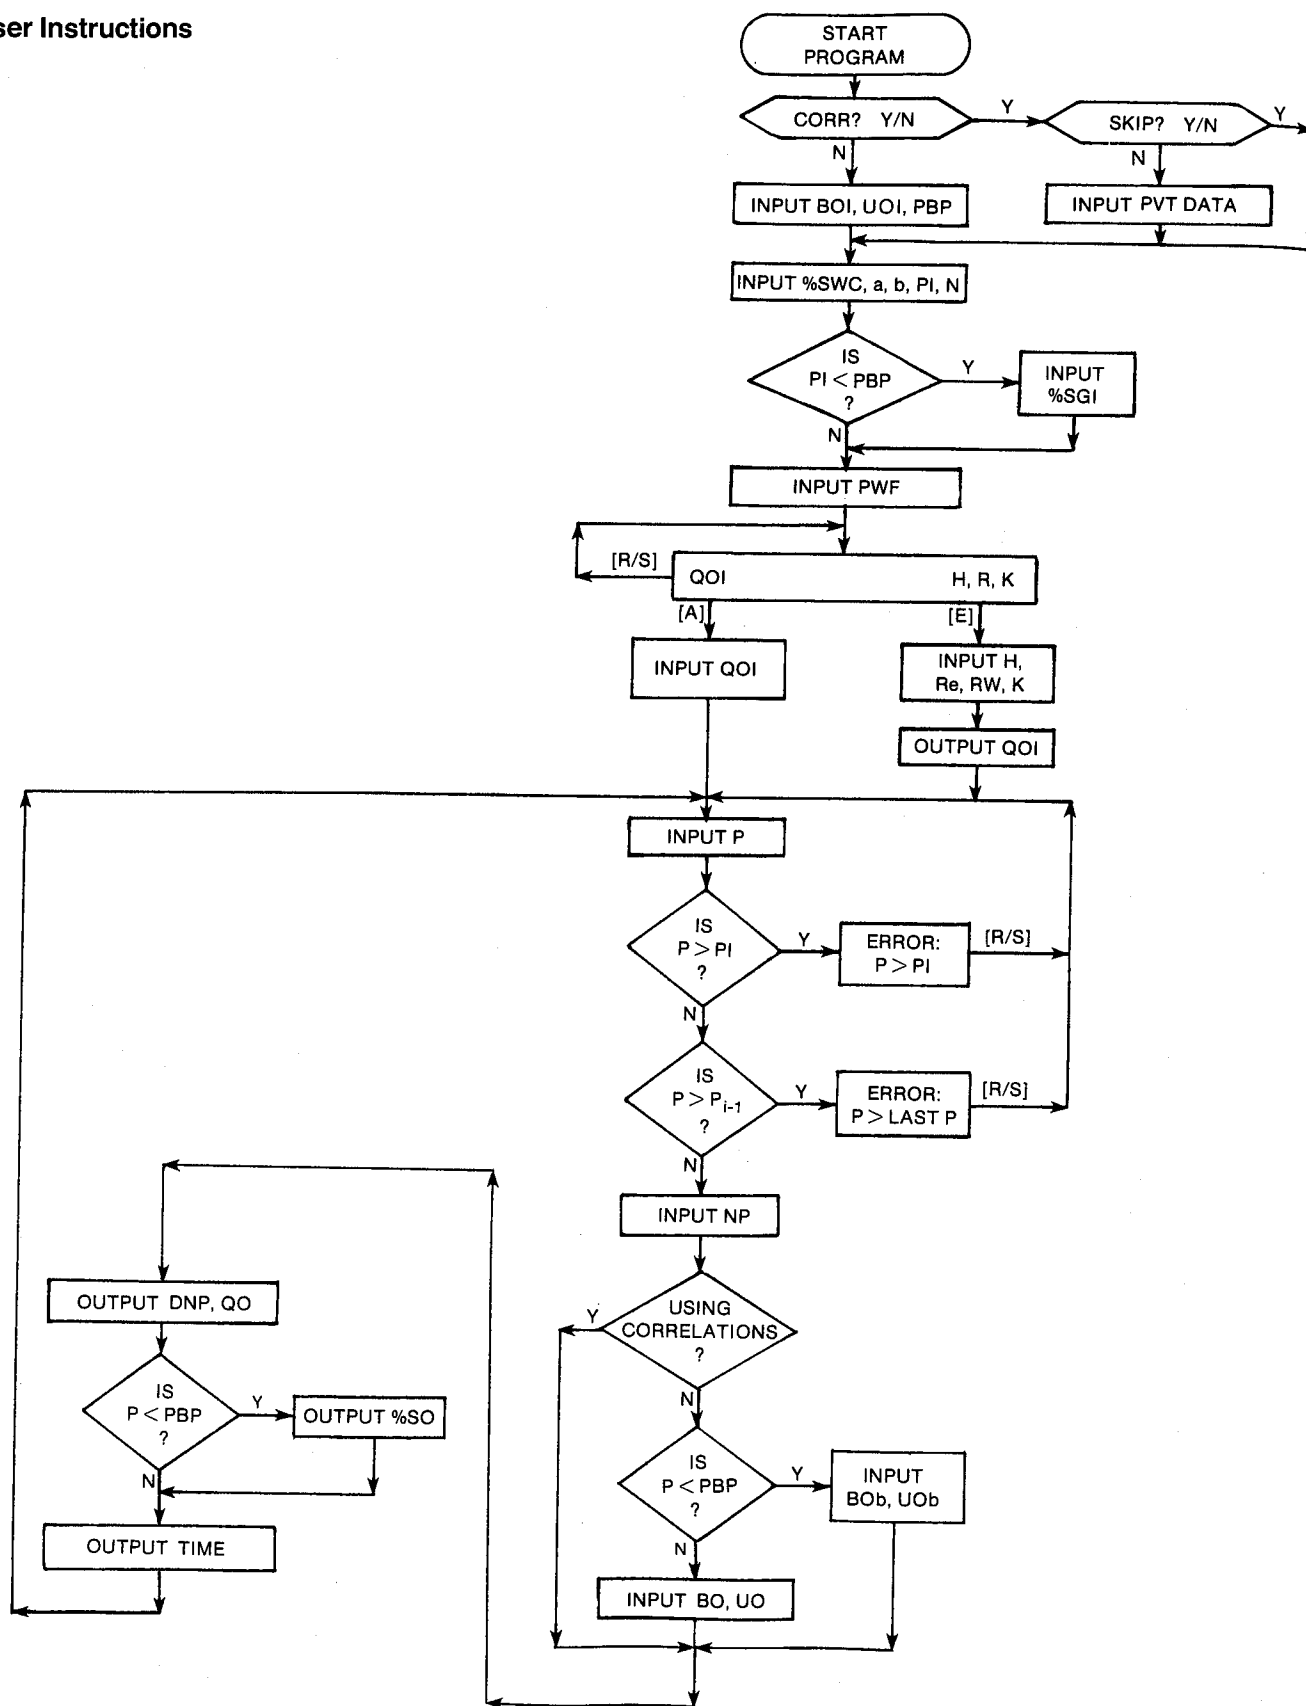 ser Instructions
START
PROGRAM
CORR? Y/N
Y
SKIP? Y/N
Y
N
N
INPUT BOI, UOI, PBP
INPUT PVT DATA
INPUT %SWC, a, b, PI, N
IS
PI < PBP
?
Y
INPUT
%SGI
N
INPUT PWF
[R/S]
QOI
H, R, K
[A]
[E]
INPUT QOI
INPUT H,
Re, RW, K
OUTPUT QOI
INPUT P
IS
P > PI
?
Y
ERROR:
P > PI
[R/S]
N
IS
P > Pi-1
?
Y
ERROR:
P > LAST P
[R/S]
N
INPUT NP
USING
CORRELATIONS
?
Y
N
IS
P < PBP
?
Y
INPUT
BOb, UOb
N
INPUT BO, UO
OUTPUT DNP, QO
IS
P < PBP
?
Y
OUTPUT %SO
N
OUTPUT TIME